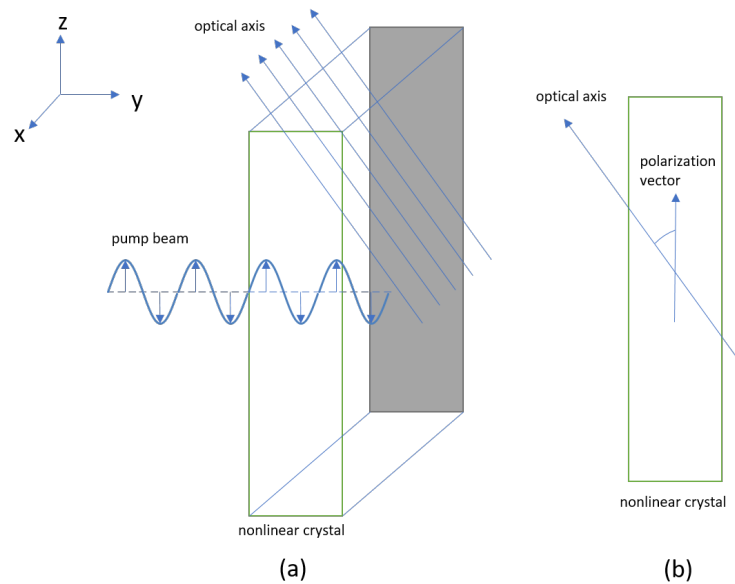 z
optical axis
y
x
optical axis
polarization
vector
pump beam
nonlinear crystal
nonlinear crystal
(a)
(b)